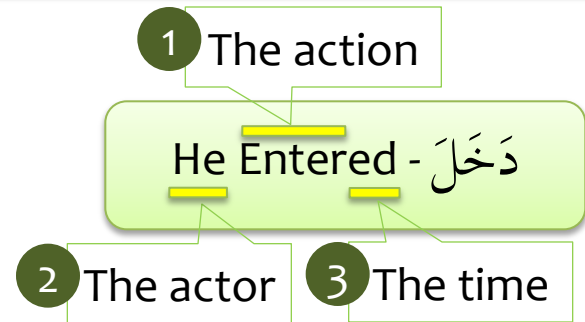 1 The action
He Entered - دَخَلَ
2 The actor
3 The time